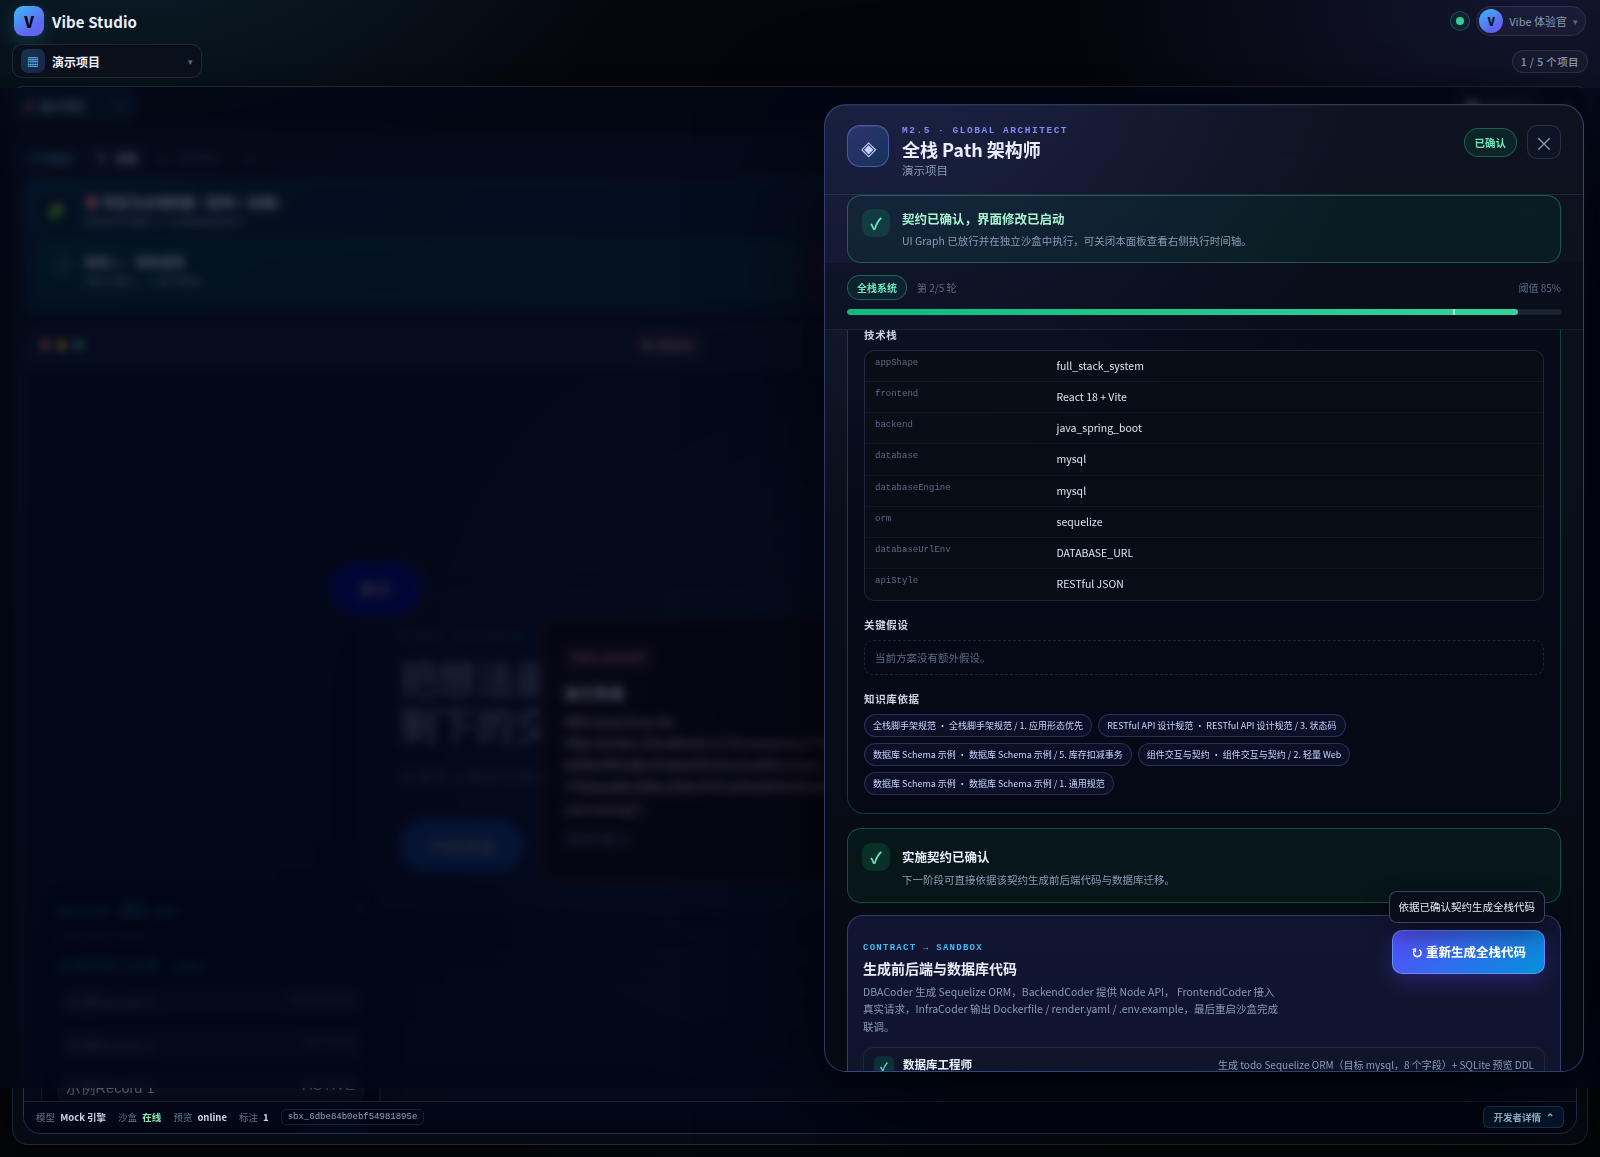 V Vibe Studio
V Vibe 体验官 ▾
▦ 演示项目 ▾
1 / 5 个项目
M2.5 · GLOBAL ARCHITECT
全栈 Path 架构师
演示项目
已确认
契约已确认，界面修改已启动
UI Graph 已放行并在独立沙盒中执行，可关闭本面板查看右侧执行时间轴。
全栈系统 第 2/5 轮 阈值 85%
技术栈
appShape full_stack_system
frontend React 18 + Vite
backend java_spring_boot
database mysql
databaseEngine mysql
orm sequelize
databaseUrlEnv DATABASE_URL
apiStyle RESTful JSON
关键假设
当前方案没有额外假设。
知识库依据
全栈脚手架规范 · 全栈脚手架规范 / 1. 应用形态优先
RESTful API 设计规范 · RESTful API 设计规范 / 3. 状态码
数据库 Schema 示例 · 数据库 Schema 示例 / 5. 库存扣减事务
组件交互与契约 · 组件交互与契约 / 2. 轻量 Web
数据库 Schema 示例 · 数据库 Schema 示例 / 1. 通用规范
实施契约已确认
下一阶段可直接依据该契约生成前后端代码与数据库迁移。
依据已确认契约生成全栈代码
CONTRACT → SANDBOX
生成前后端与数据库代码
↻ 重新生成全栈代码
DBACoder 生成 Sequelize ORM，BackendCoder 提供 Node API， FrontendCoder 接入
真实请求，InfraCoder 输出 Dockerfile / render.yaml / .env.example，最后重启沙盒完成
联调。
数据库工程师 生成 todo Sequelize ORM（目标 mysql，8 个字段）+ SQLite 预览 DDL
示例Record 1 ACTIVE
模型 Mock 引擎 沙盒 在线 预览 online 标注 1 sbx_6dbe84b0ebf54981895e
开发者详情 ⌃